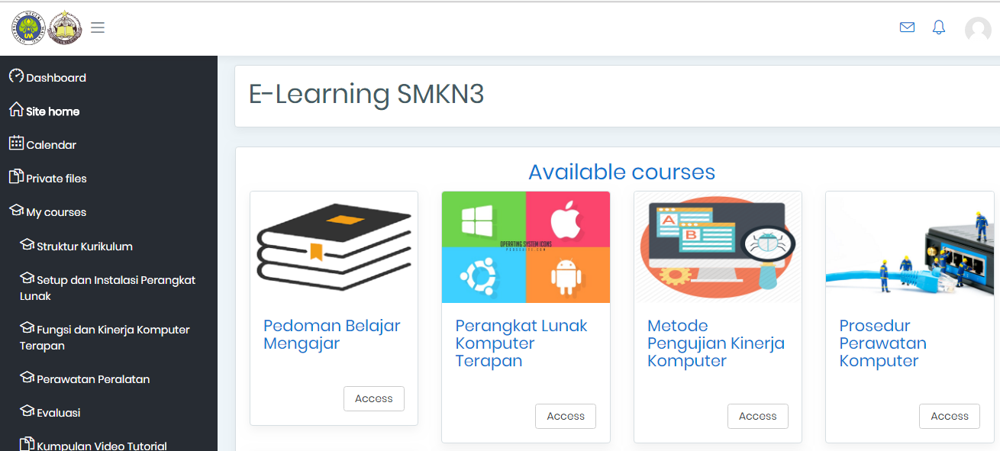 Dashboard
Site home
Calendar
Private files
My courses
Struktur Kurikulum
Setup dan Instalasi Perangkat
Lunak
Fungsi dan Kinerja Komputer
Terapan
Perawatan Peralatan
Evaluasi
Kumpulan Video Tutorial
E-Learning SMKN3
Available courses
Pedoman Belajar
Mengajar
Access
OPERATING SYSTEM ICONS
Perangkat Lunak
Komputer
Terapan
Access
A
B
Metode
Pengujian Kinerja
Komputer
Access
Prosedur
Perawatan
Komputer
Access